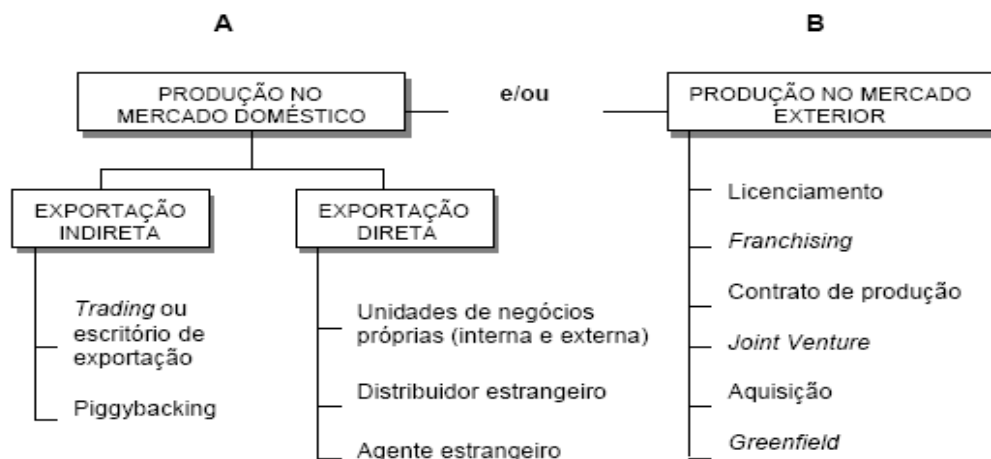 A
B
PRODUÇÃO NO
MERCADO DOMÉSTICO
e/ou
PRODUÇÃO NO MERCADO
EXTERIOR
EXPORTAÇÃO
INDIRETA
EXPORTAÇÃO
DIRETA
Trading ou
escritório de
exportação
Piggybacking
Unidades de negócios
próprias (interna e externa)
Distribuidor estrangeiro
Agente estrangeiro
Licenciamento
Franchising
Contrato de produção
Joint Venture
Aquisição
Greenfield